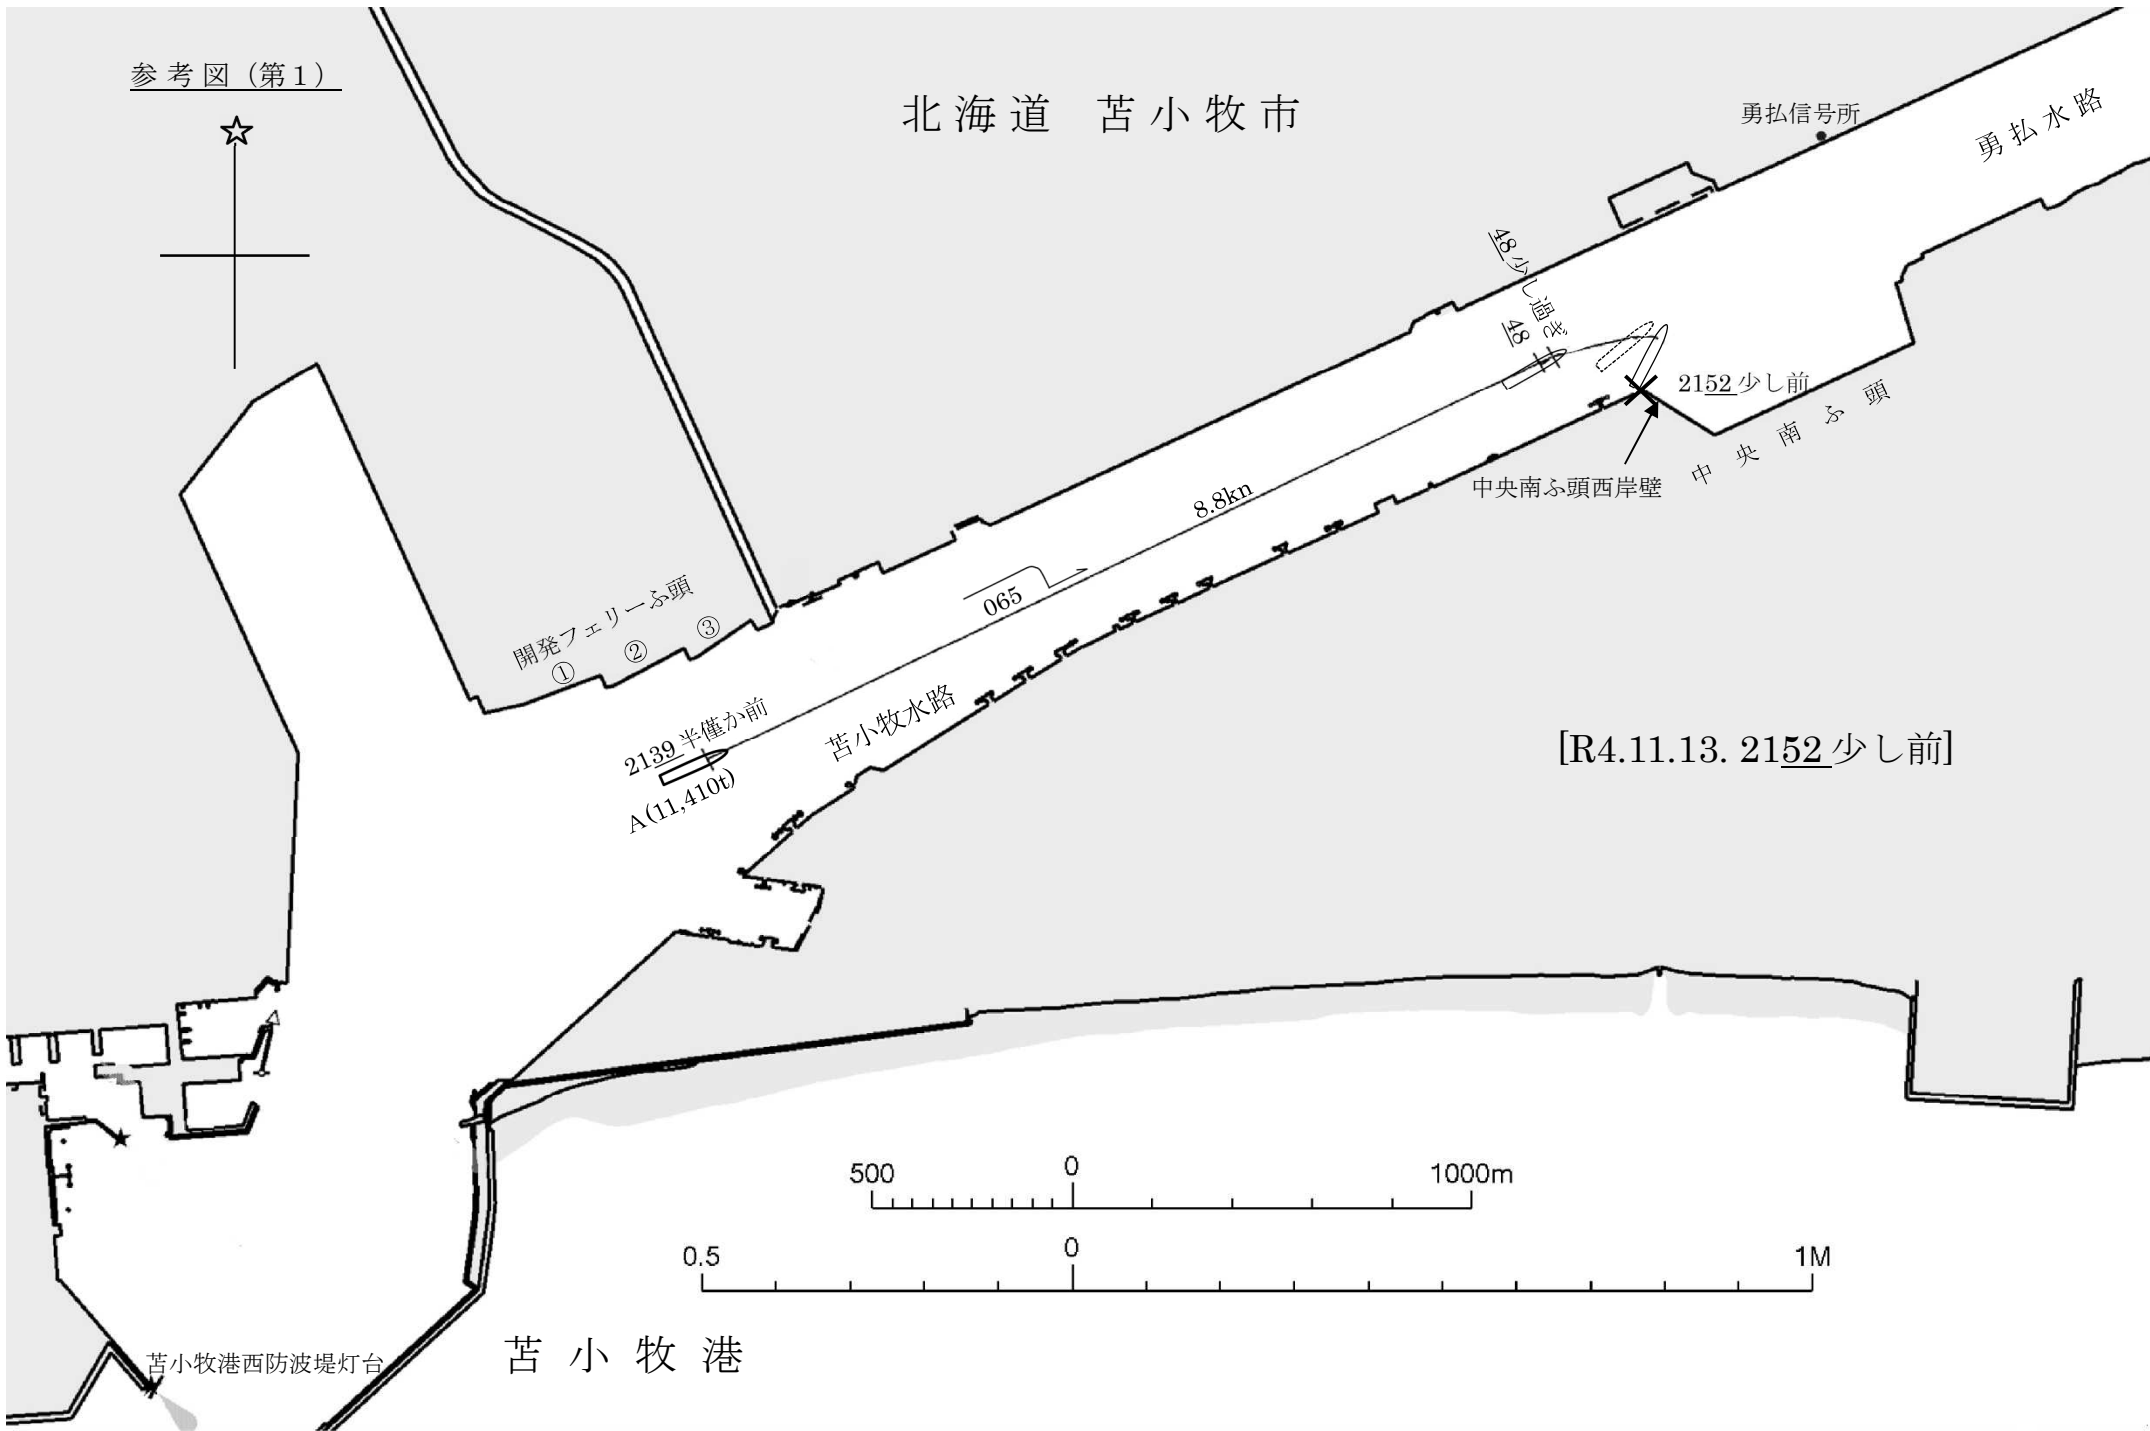 参考図（第１）
北海道 苫小牧市
勇払信号所
勇払水路
48少し過ぎ
48
2152少し前
中央南ふ頭
中央南ふ頭西岸壁
8.8kn
065
開発フェリーふ頭
① ② ③
苫小牧水路
2139半僅か前
A(11,410t)
[R4.11.13. 2152少し前]
500 0 1000m
0.5 0 1M
苫小牧港
苫小牧港西防波堤灯台